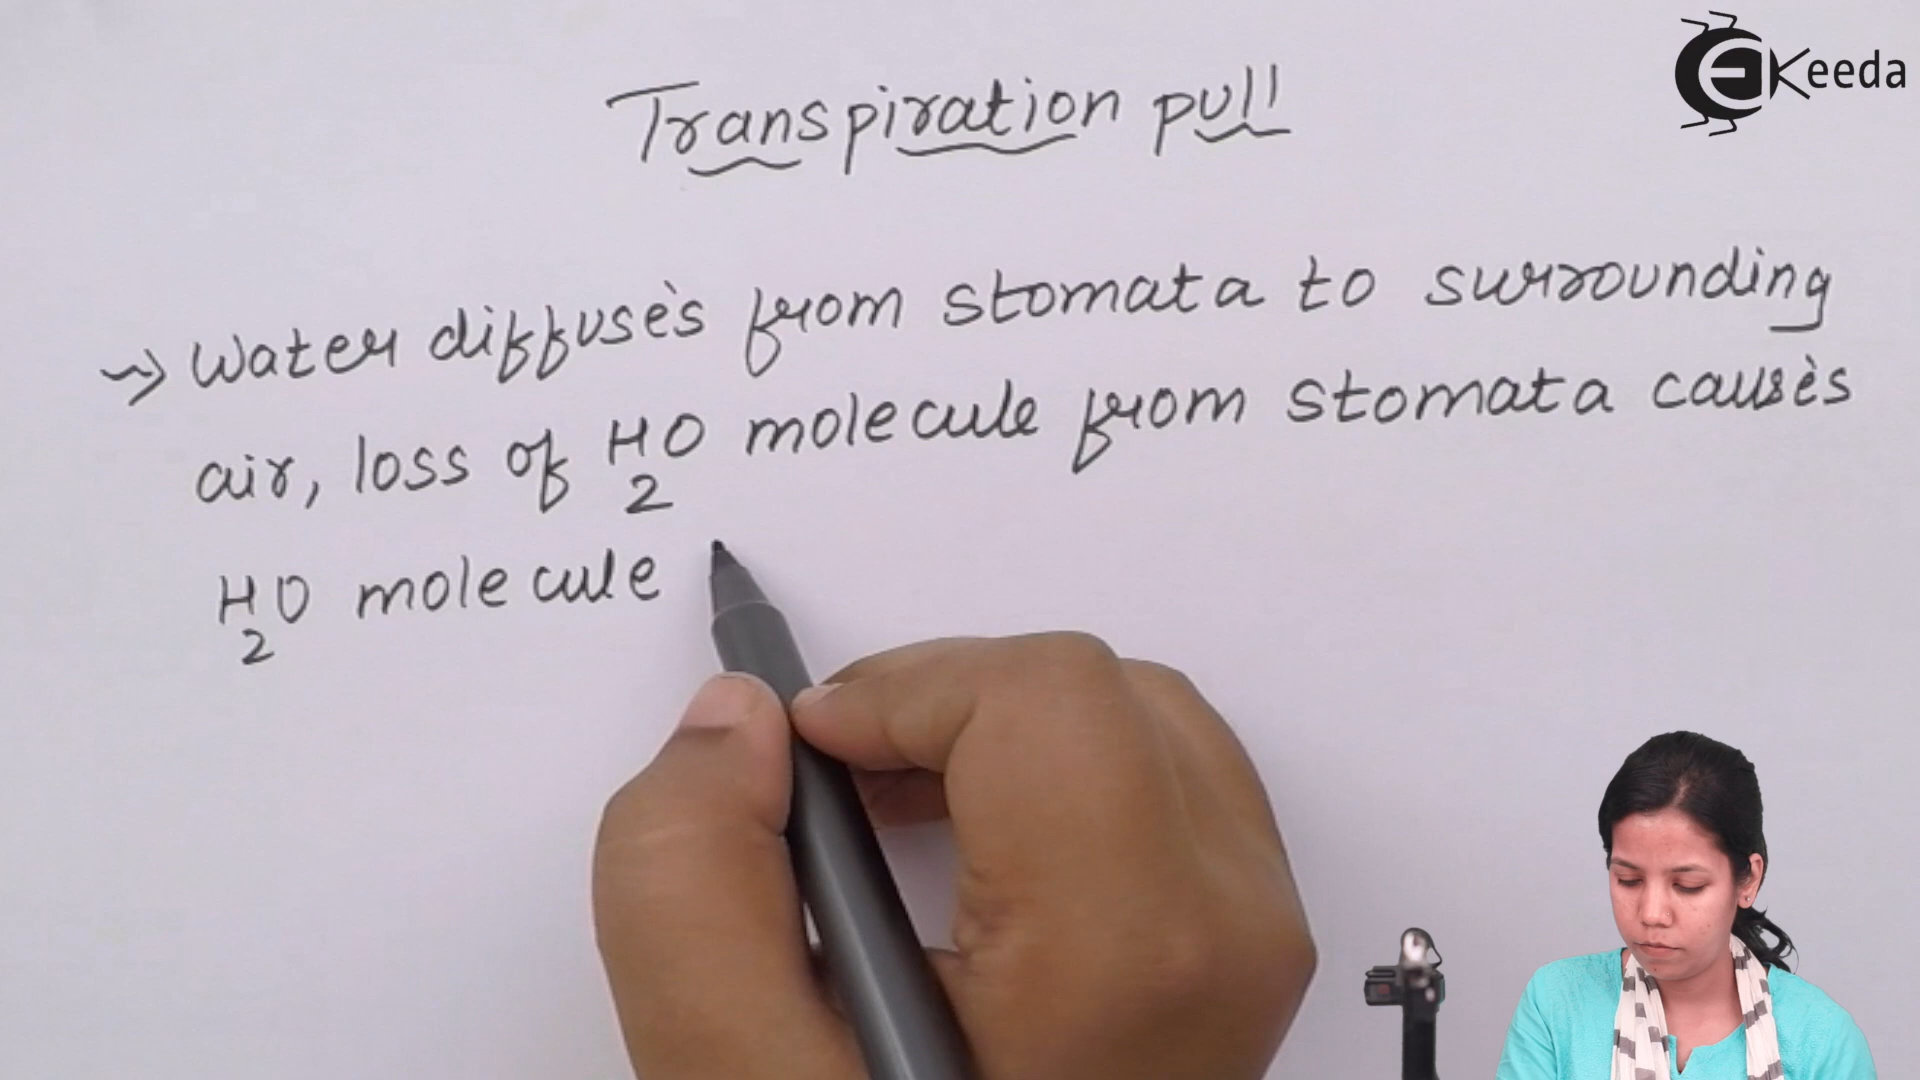 Keeda
Transpiration pull
→ Water diffuses from stomata to surrounding
air, loss of H2O molecule from stomata causes
H2O molecule